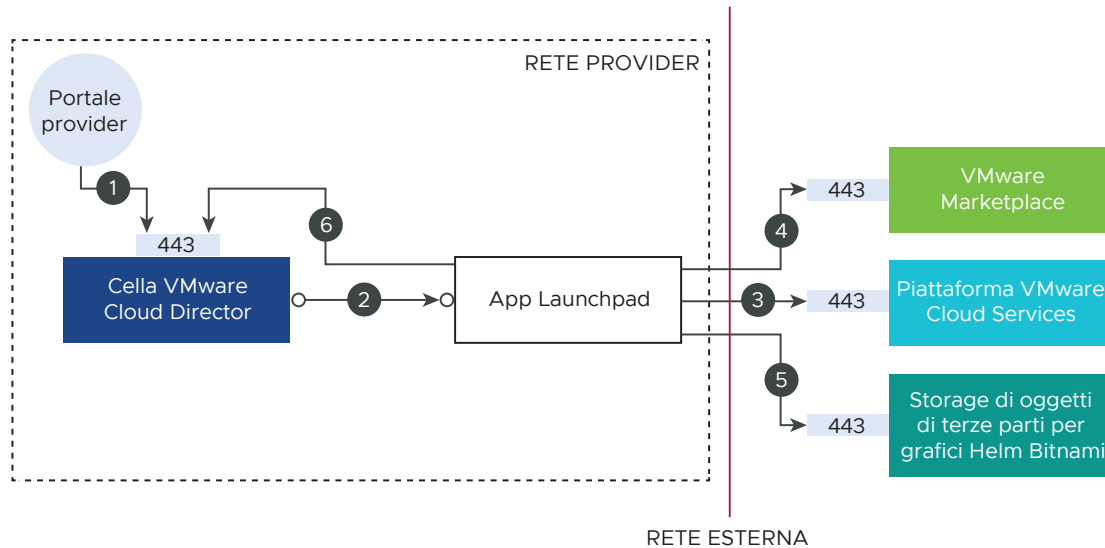 RETE PROVIDER
Portale
provider
1
6
443
Cella VMware
Cloud Director
2
App Launchpad
4
443
VMware
Marketplace
3
443
Piattaforma VMware
Cloud Services
5
443
Storage di oggetti
di terze parti per
grafici Helm Bitnami
RETE ESTERNA